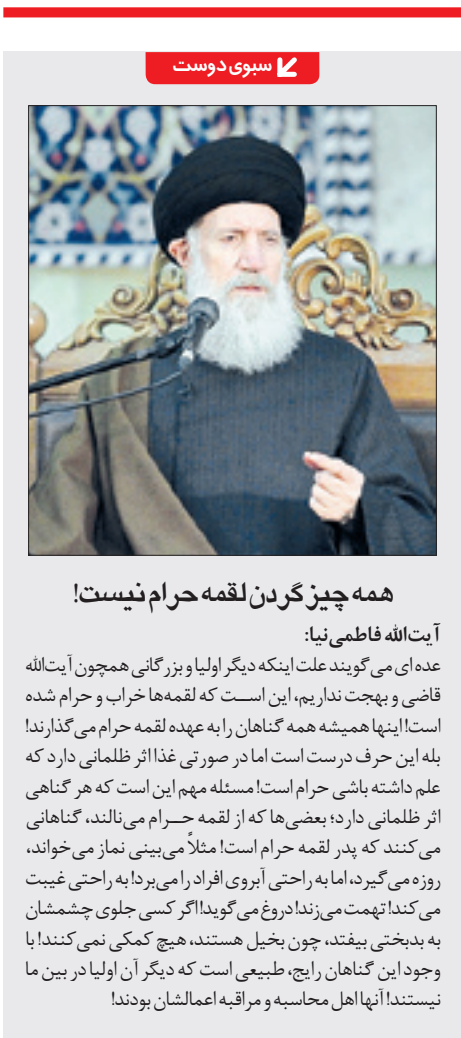 سبوی دوست
همه چیز گردن لقمه حرام نیست!
آیت‌الله فاطمی‌نیا:
عده‌ای می‌گویند علت اینکه دیگر اولیا و بزرگانی همچون آیت‌الله
قاضی و بهجت نداریم، این است که لقمه‌ها خراب و حرام شده
است! اینها همیشه همه گناهان را به عهده لقمه حرام می‌گذارند!
بله این حرف درست است اما در صورتی غذا اثر ظلمانی دارد که
علم داشته باشی حرام است! مسئله مهم این است که هر گناهی
اثر ظلمانی دارد؛ بعضی‌ها که از لقمه حرام می‌نالند، گناهانی
می‌کنند که پدر لقمه حرام است! مثلاً می‌بینی نماز می‌خواند،
روزه می‌گیرد، اما به راحتی آبروی افراد را می‌برد! به راحتی غیبت
می‌کند! تهمت می‌زند! دروغ می‌گوید! اگر کسی جلوی چشمشان
به بدبختی بیفتد، چون بخیل هستند، هیچ کمکی نمی‌کنند! با
وجود این گناهان رایج، طبیعی است که دیگر آن اولیا در بین ما
نیستند! آنها اهل محاسبه و مراقبه اعمالشان بودند!